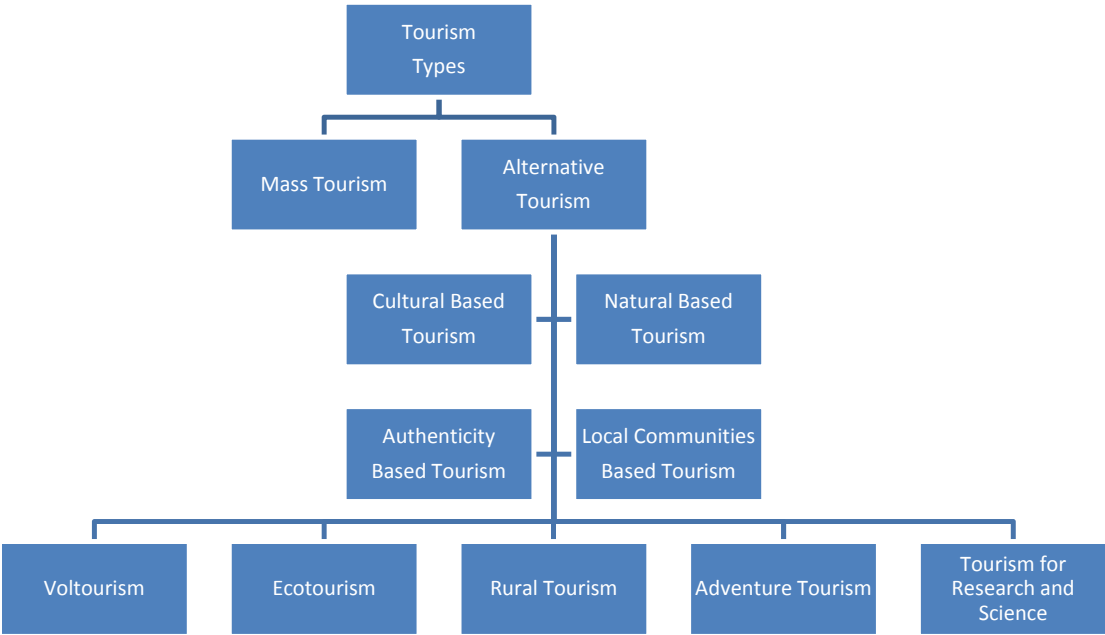 Tourism
Types
Mass Tourism
Alternative
Tourism
Cultural Based
Tourism
Natural Based
Tourism
Authenticity
Based Tourism
Local Communities
Based Tourism
Voltourism
Ecotourism
Rural Tourism
Adventure Tourism
Tourism for
Research and
Science